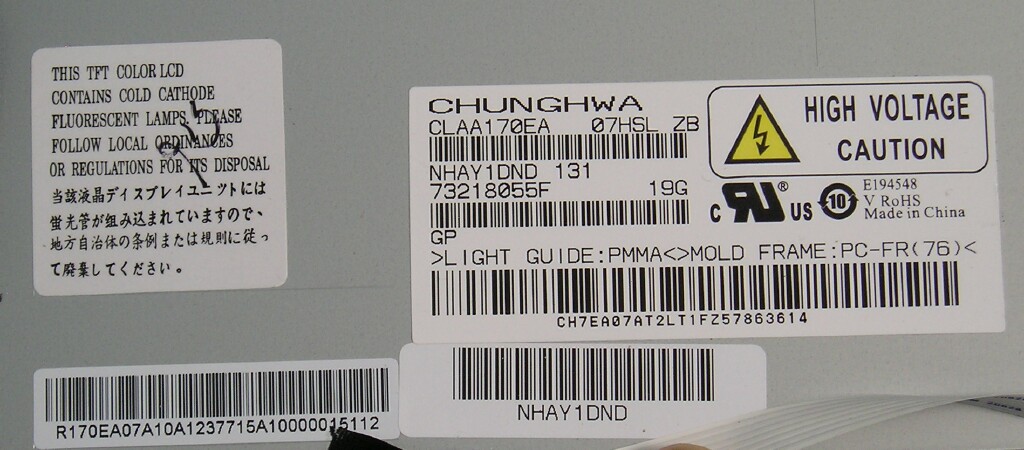 THIS TFT COLOR LCD
CONTAINS COLD CATHODE
FLUORESCENT LAMPS. PLEASE
FOLLOW LOCAL ORDINANCES
OR REGULATIONS FOR ITS DISPOSAL
当該液晶ディスプレイユニットには
蛍光管が組み込まれていますので、
地方自治体の条例または規則に従っ
て廃棄してください。
CHUNGHWA
CLAA170EA 07HSL ZB
NHAY1DND 131
73218055F 19G
GP
>LIGHT GUIDE:PMMA<>MOLD FRAME:PC-FR(76)<
CH7EA07AT2LT1FZ57863614
HIGH VOLTAGE
CAUTION
C RU US ®
10
E194548
V RoHS
Made in China
R170EA07A10A1237715A10000015112
NHAY1DND